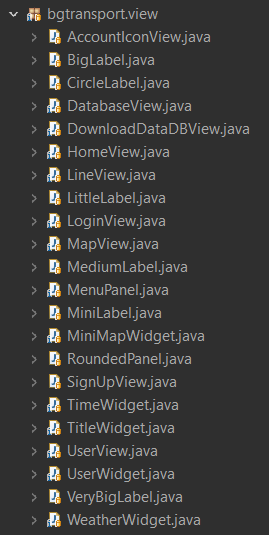 bgtransport.view
AccountIconView.java
BigLabel.java
CircleLabel.java
DatabaseView.java
DownloadDataDBView.java
HomeView.java
LineView.java
LittleLabel.java
LoginView.java
MapView.java
MediumLabel.java
MenuPanel.java
MiniLabel.java
MiniMapWidget.java
RoundedPanel.java
SignUpView.java
TimeWidget.java
TitleWidget.java
UserView.java
UserWidget.java
VeryBigLabel.java
WeatherWidget.java